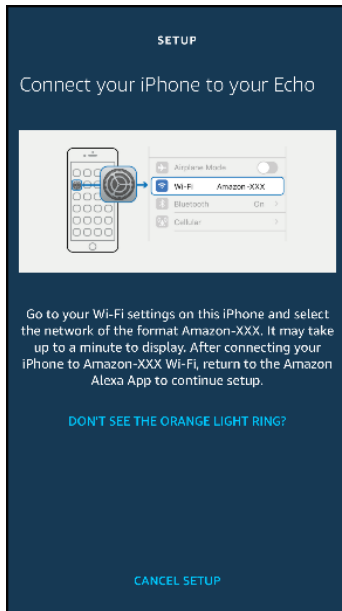 SETUP
Connect your iPhone to your Echo
Airplane Mode
Wi-Fi Amazon-XXX
Bluetooth On
Cellular
Go to your Wi-Fi settings on this iPhone and select
the network of the format Amazon-XXX. It may take
up to a minute to display. After connecting your
iPhone to Amazon-XXX Wi-Fi, return to the Amazon
Alexa App to continue setup.
DON'T SEE THE ORANGE LIGHT RING?
CANCEL SETUP